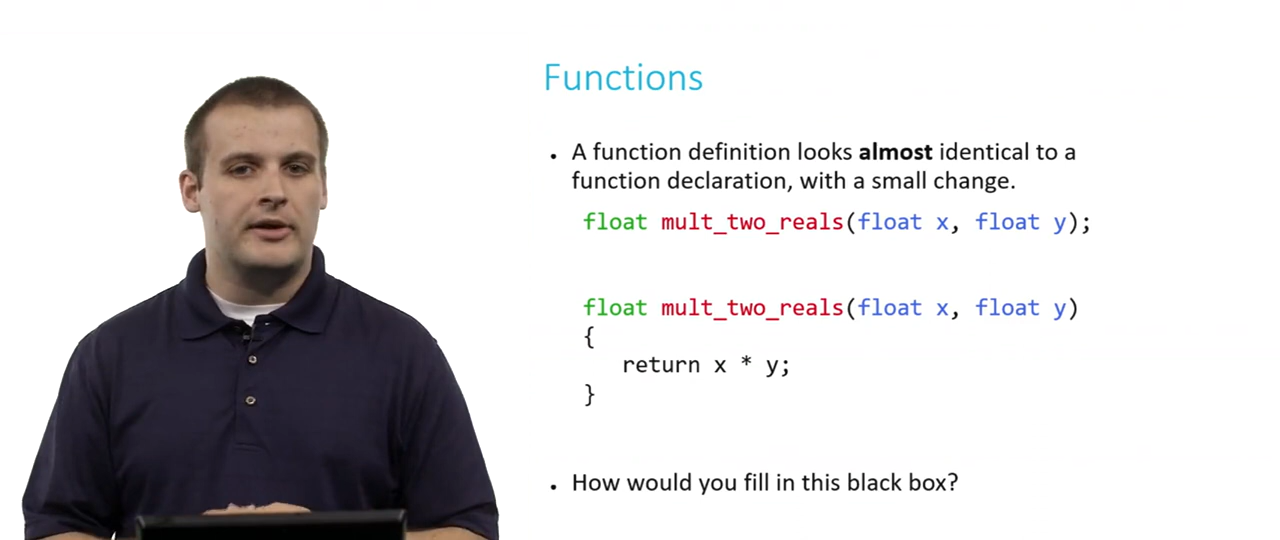 Functions
• A function definition looks almost identical to a
function declaration, with a small change.
float mult_two_reals(float x, float y);
float mult_two_reals(float x, float y)
{
return x * y;
}
• How would you fill in this black box?